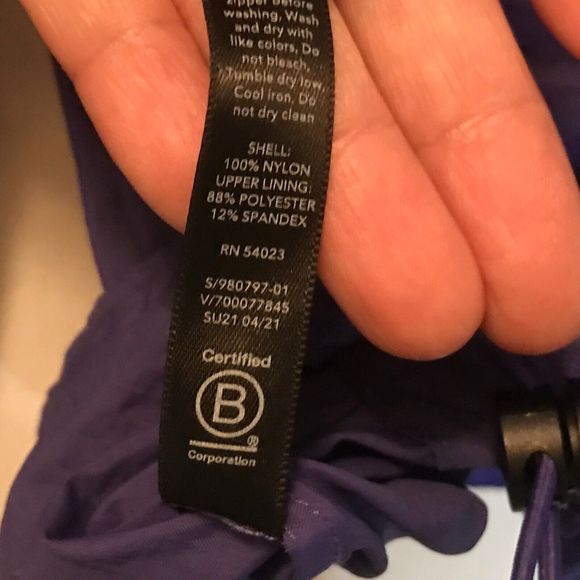 zipper before
washing, Wash
and dry with
like colors, Do
not bleach,
Tumble dry low,
Cool iron, Do
not dry clean
SHELL:
100% NYLON
UPPER LINING:
88% POLYESTER
12% SPANDEX
RN 54023
S/980797-01
V/700077845
SU21 04/21
Certified
B
®
Corporation